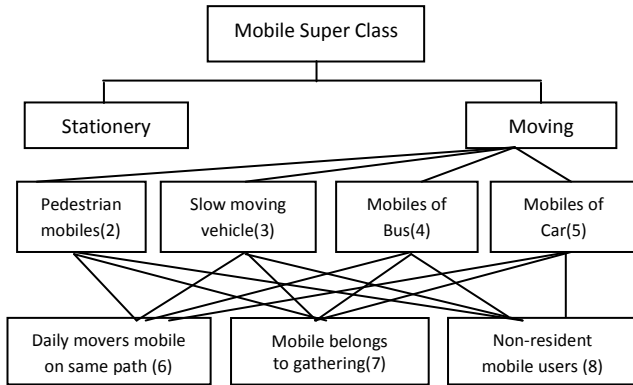 Mobile Super Class
Stationery
Moving
Pedestrian
mobiles(2)
Slow moving
vehicle(3)
Mobiles of
Bus(4)
Mobiles of
Car(5)
Daily movers mobile
on same path (6)
Mobile belongs
to gathering(7)
Non-resident
mobile users (8)